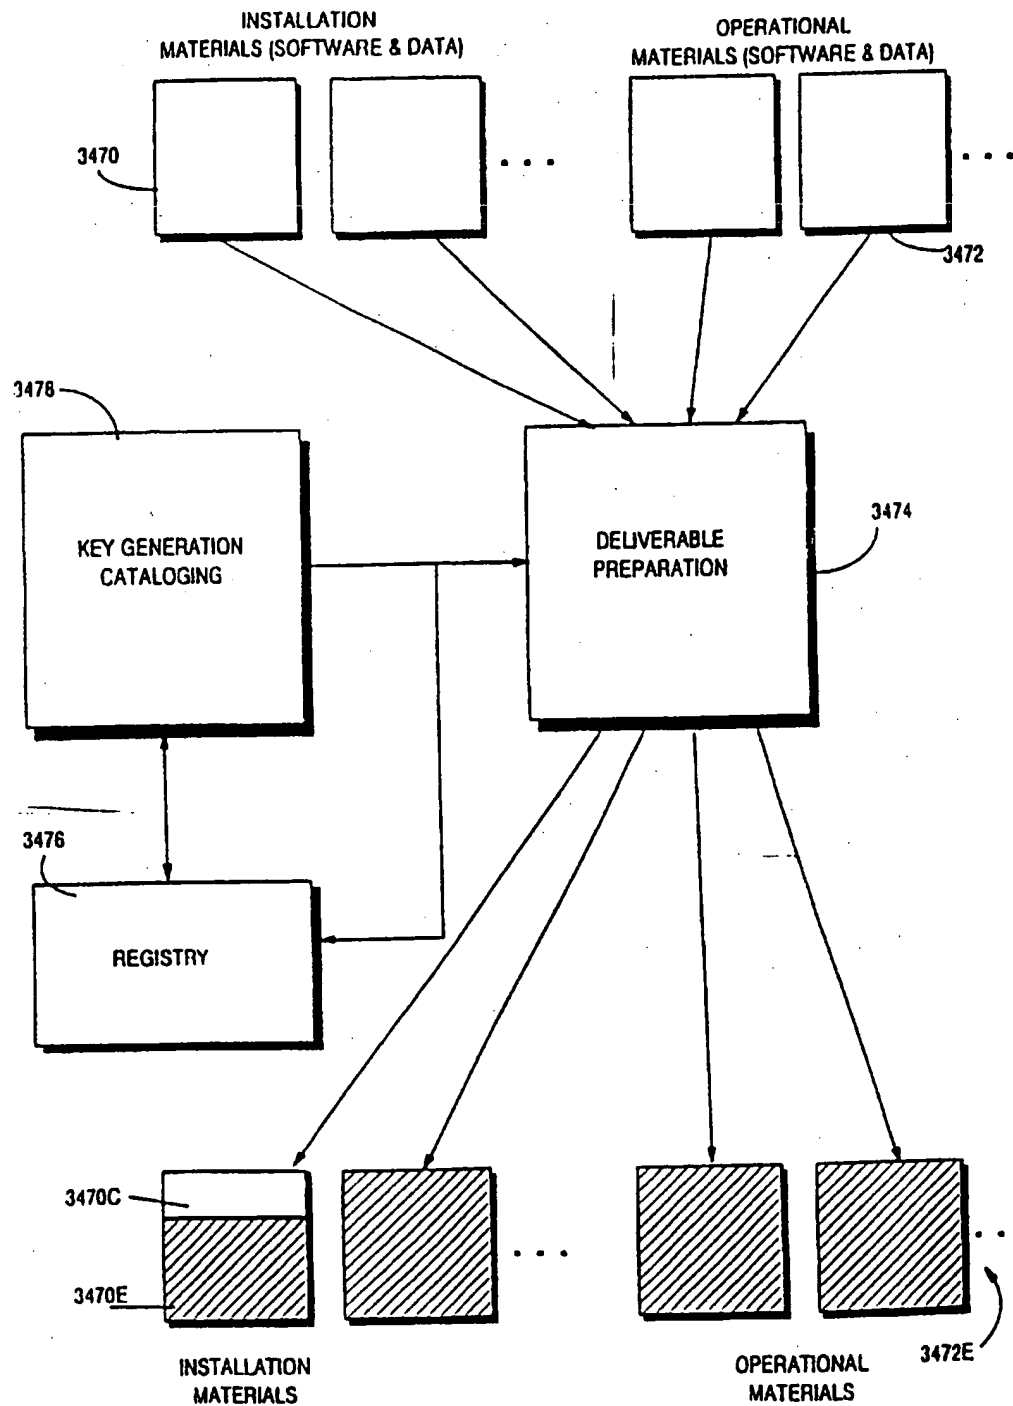 INSTALLATION
MATERIALS (SOFTWARE & DATA)
OPERATIONAL
MATERIALS (SOFTWARE & DATA)
3470
3472
3478
KEY GENERATION
CATALOGING
DELIVERABLE
PREPARATION
3474
3476
REGISTRY
3470C
3470E
3472E
INSTALLATION
MATERIALS
OPERATIONAL
MATERIALS